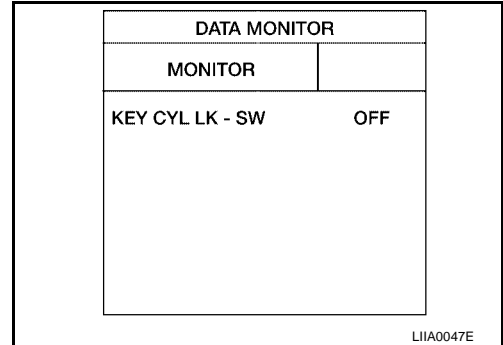 DATA MONITOR
MONITOR
KEY CYL LK - SW OFF
LIIA0047E